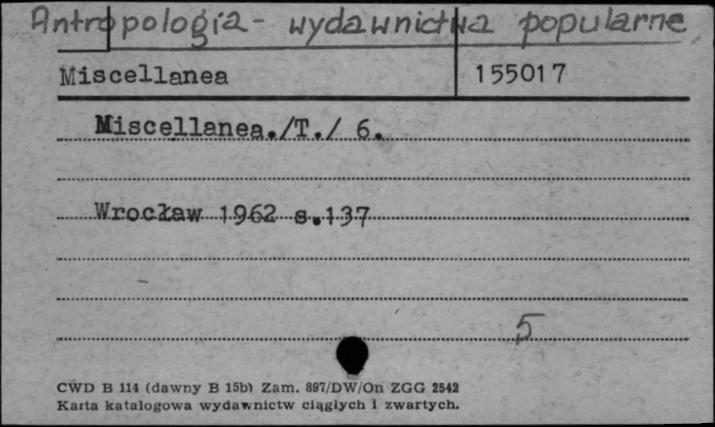 Antropologia - wydawnictwa popularne
Miscellanea 155017
Miscellanea./T./ 6.
Wrocław 1962 s.137
5
CWD B 114 (dawny B 15b) Zam. 897/DW/On ZGG 2542
Karta katalogowa wydawnictw ciągłych i zwartych.